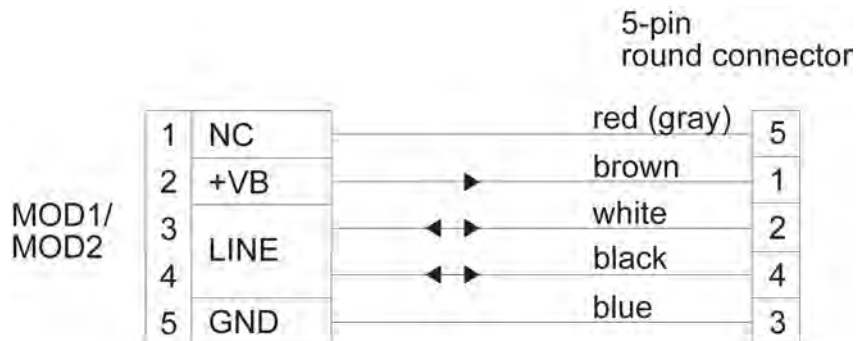 5-pin
round connector
1 NC red (gray) 5
2 +VB brown 1
MOD1/
MOD2
3 LINE white 2
4 black 4
5 GND blue 3